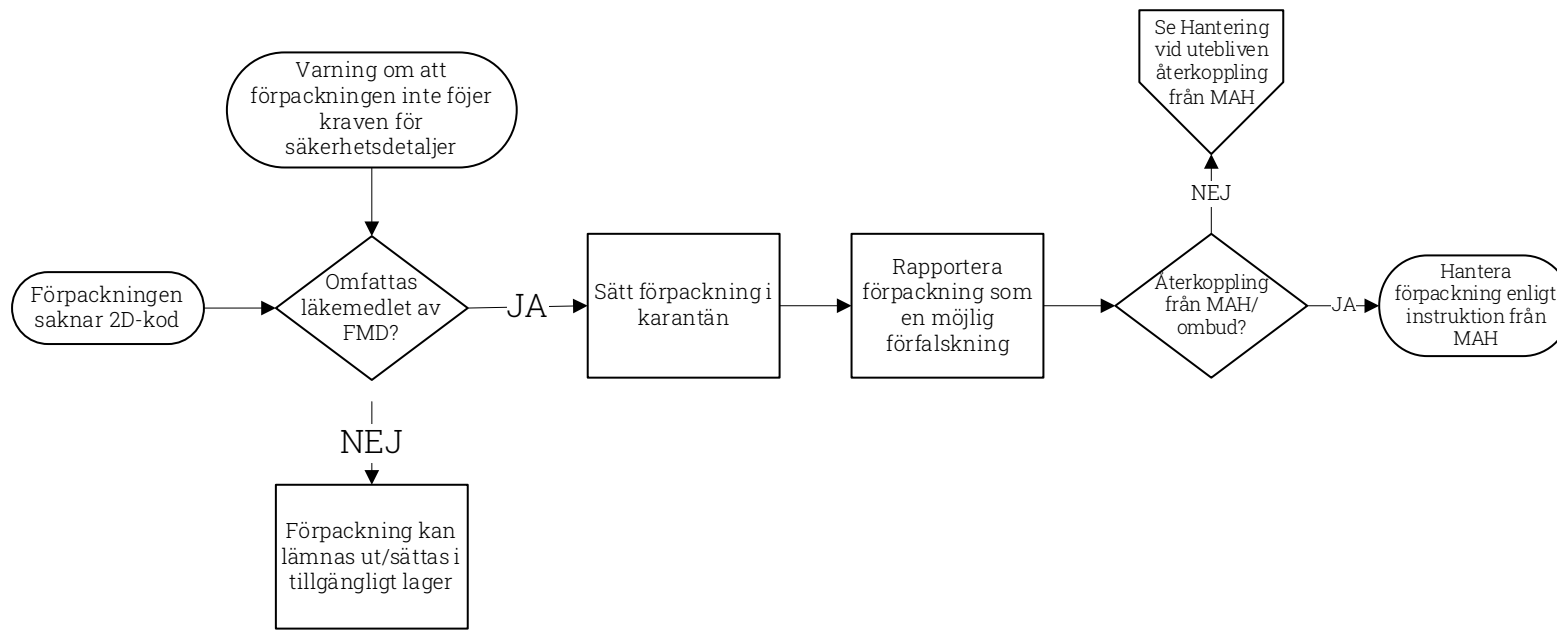 Varning om att
förpackningen inte föjer
kraven för
säkerhetsdetaljer
Förpackningen
saknar 2D-kod
Omfattas
läkemedlet av
FMD?
JA
NEJ
Förpackning kan
lämnas ut/sättas i
tillgängligt lager
Sätt förpackning i
karantän
Rapportera
förpackning som
en möjlig
förfalskning
Återkoppling
från MAH/
ombud?
NEJ
Se Hantering
vid utebliven
återkoppling
från MAH
JA
Hantera
förpackning enligt
instruktion från
MAH